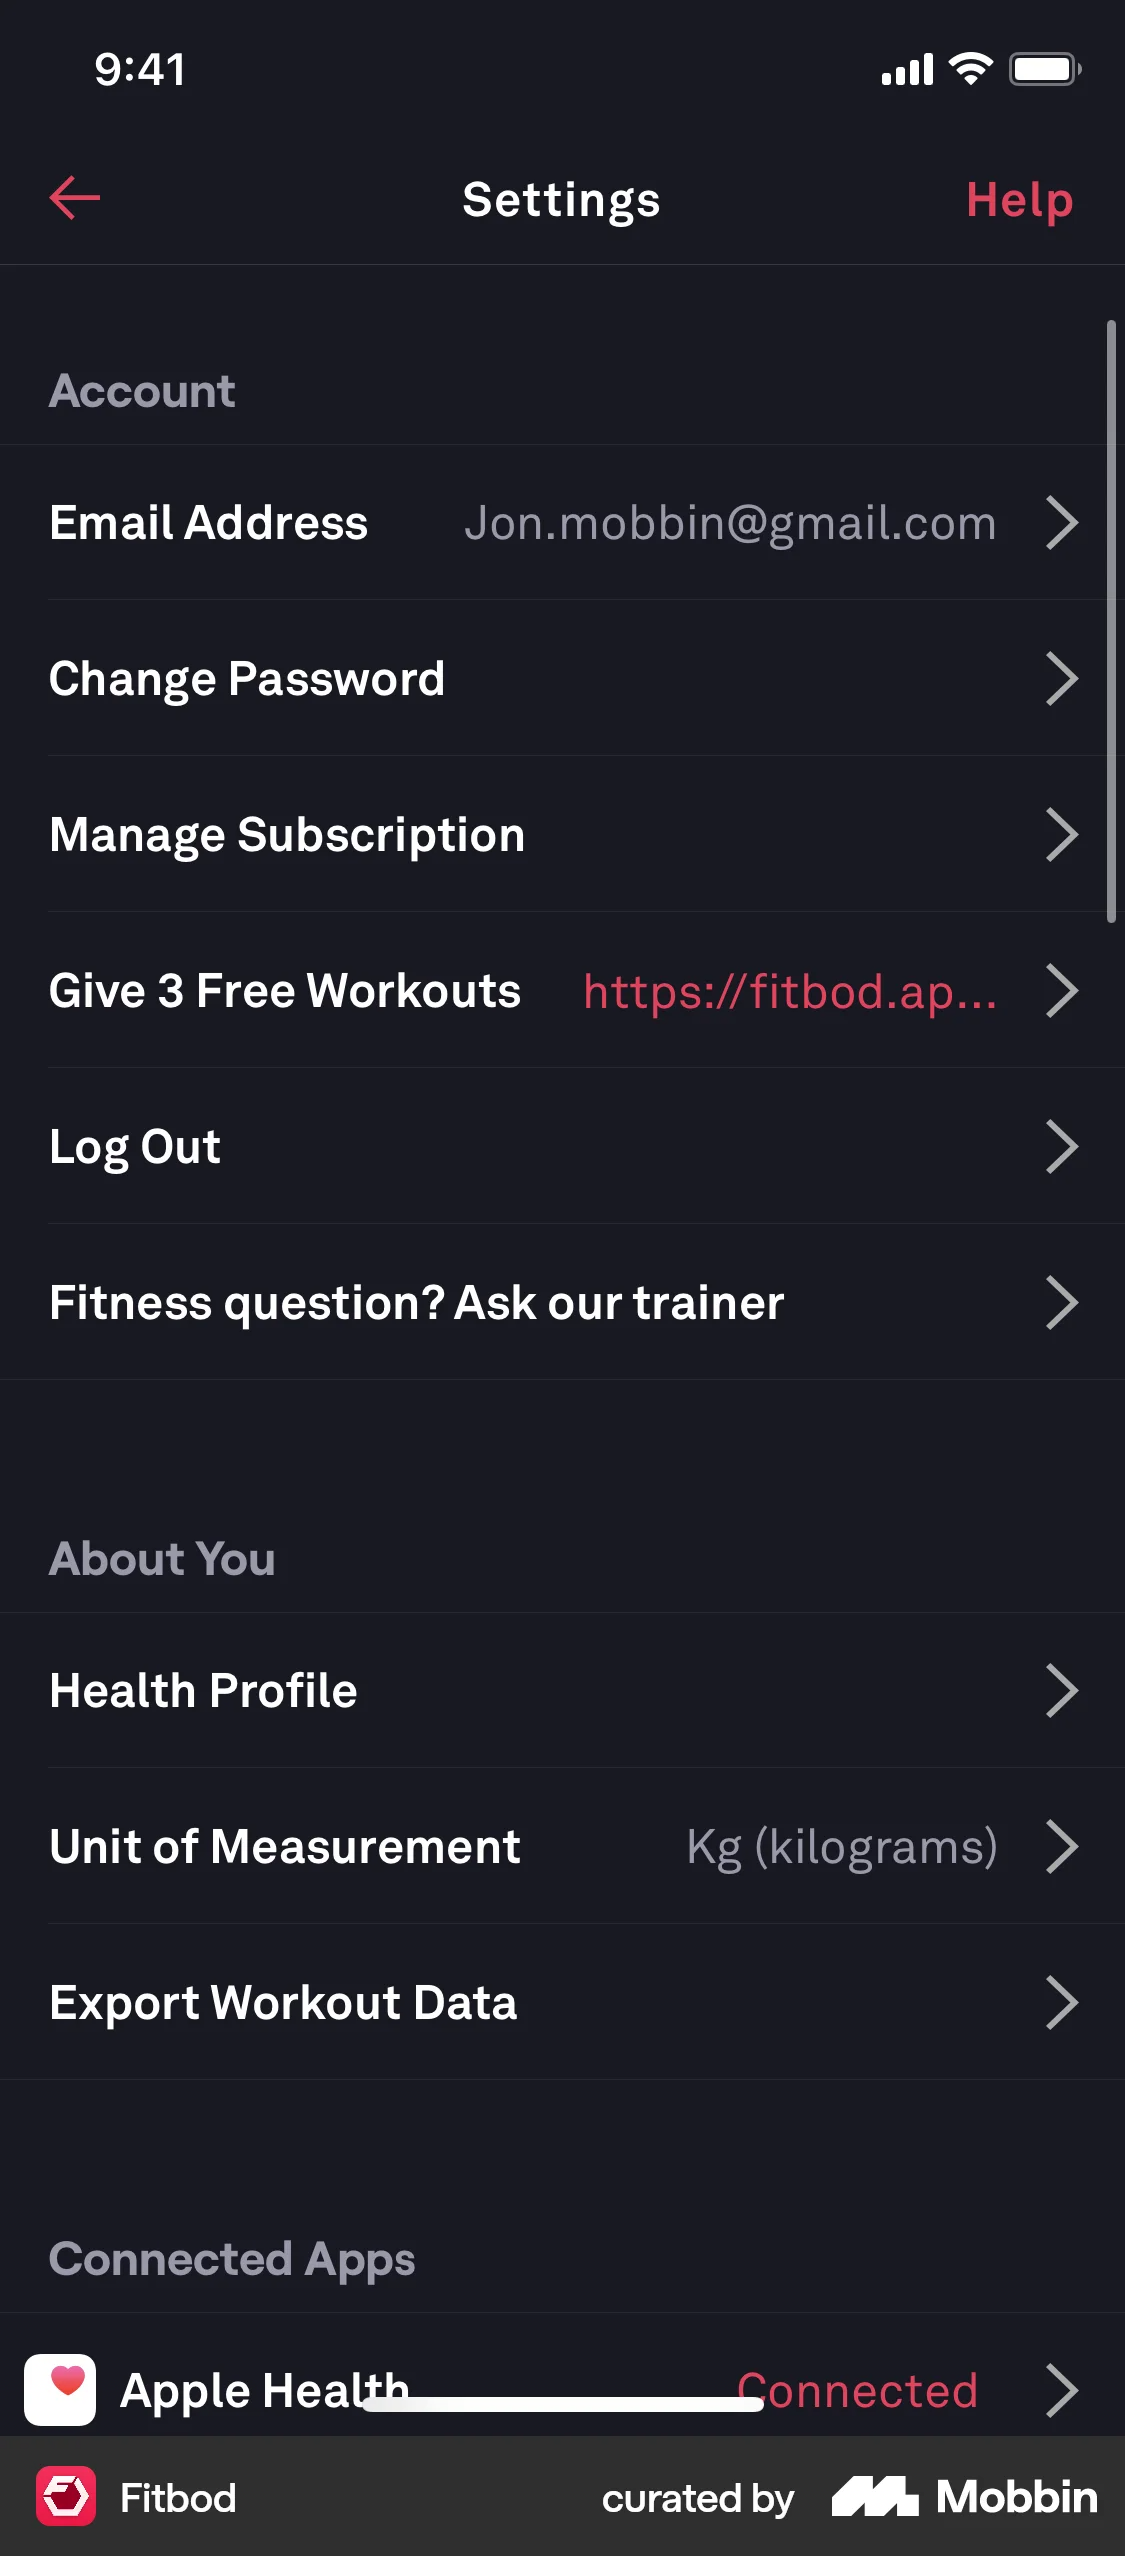 9:41
Settings
Help
Account
Email Address Jon.mobbin@gmail.com
Change Password
Manage Subscription
Give 3 Free Workouts https://fitbod.ap...
Log Out
Fitness question? Ask our trainer
About You
Health Profile
Unit of Measurement Kg (kilograms)
Export Workout Data
Connected Apps
Apple Health Connected
Fitbod curated by Mobbin